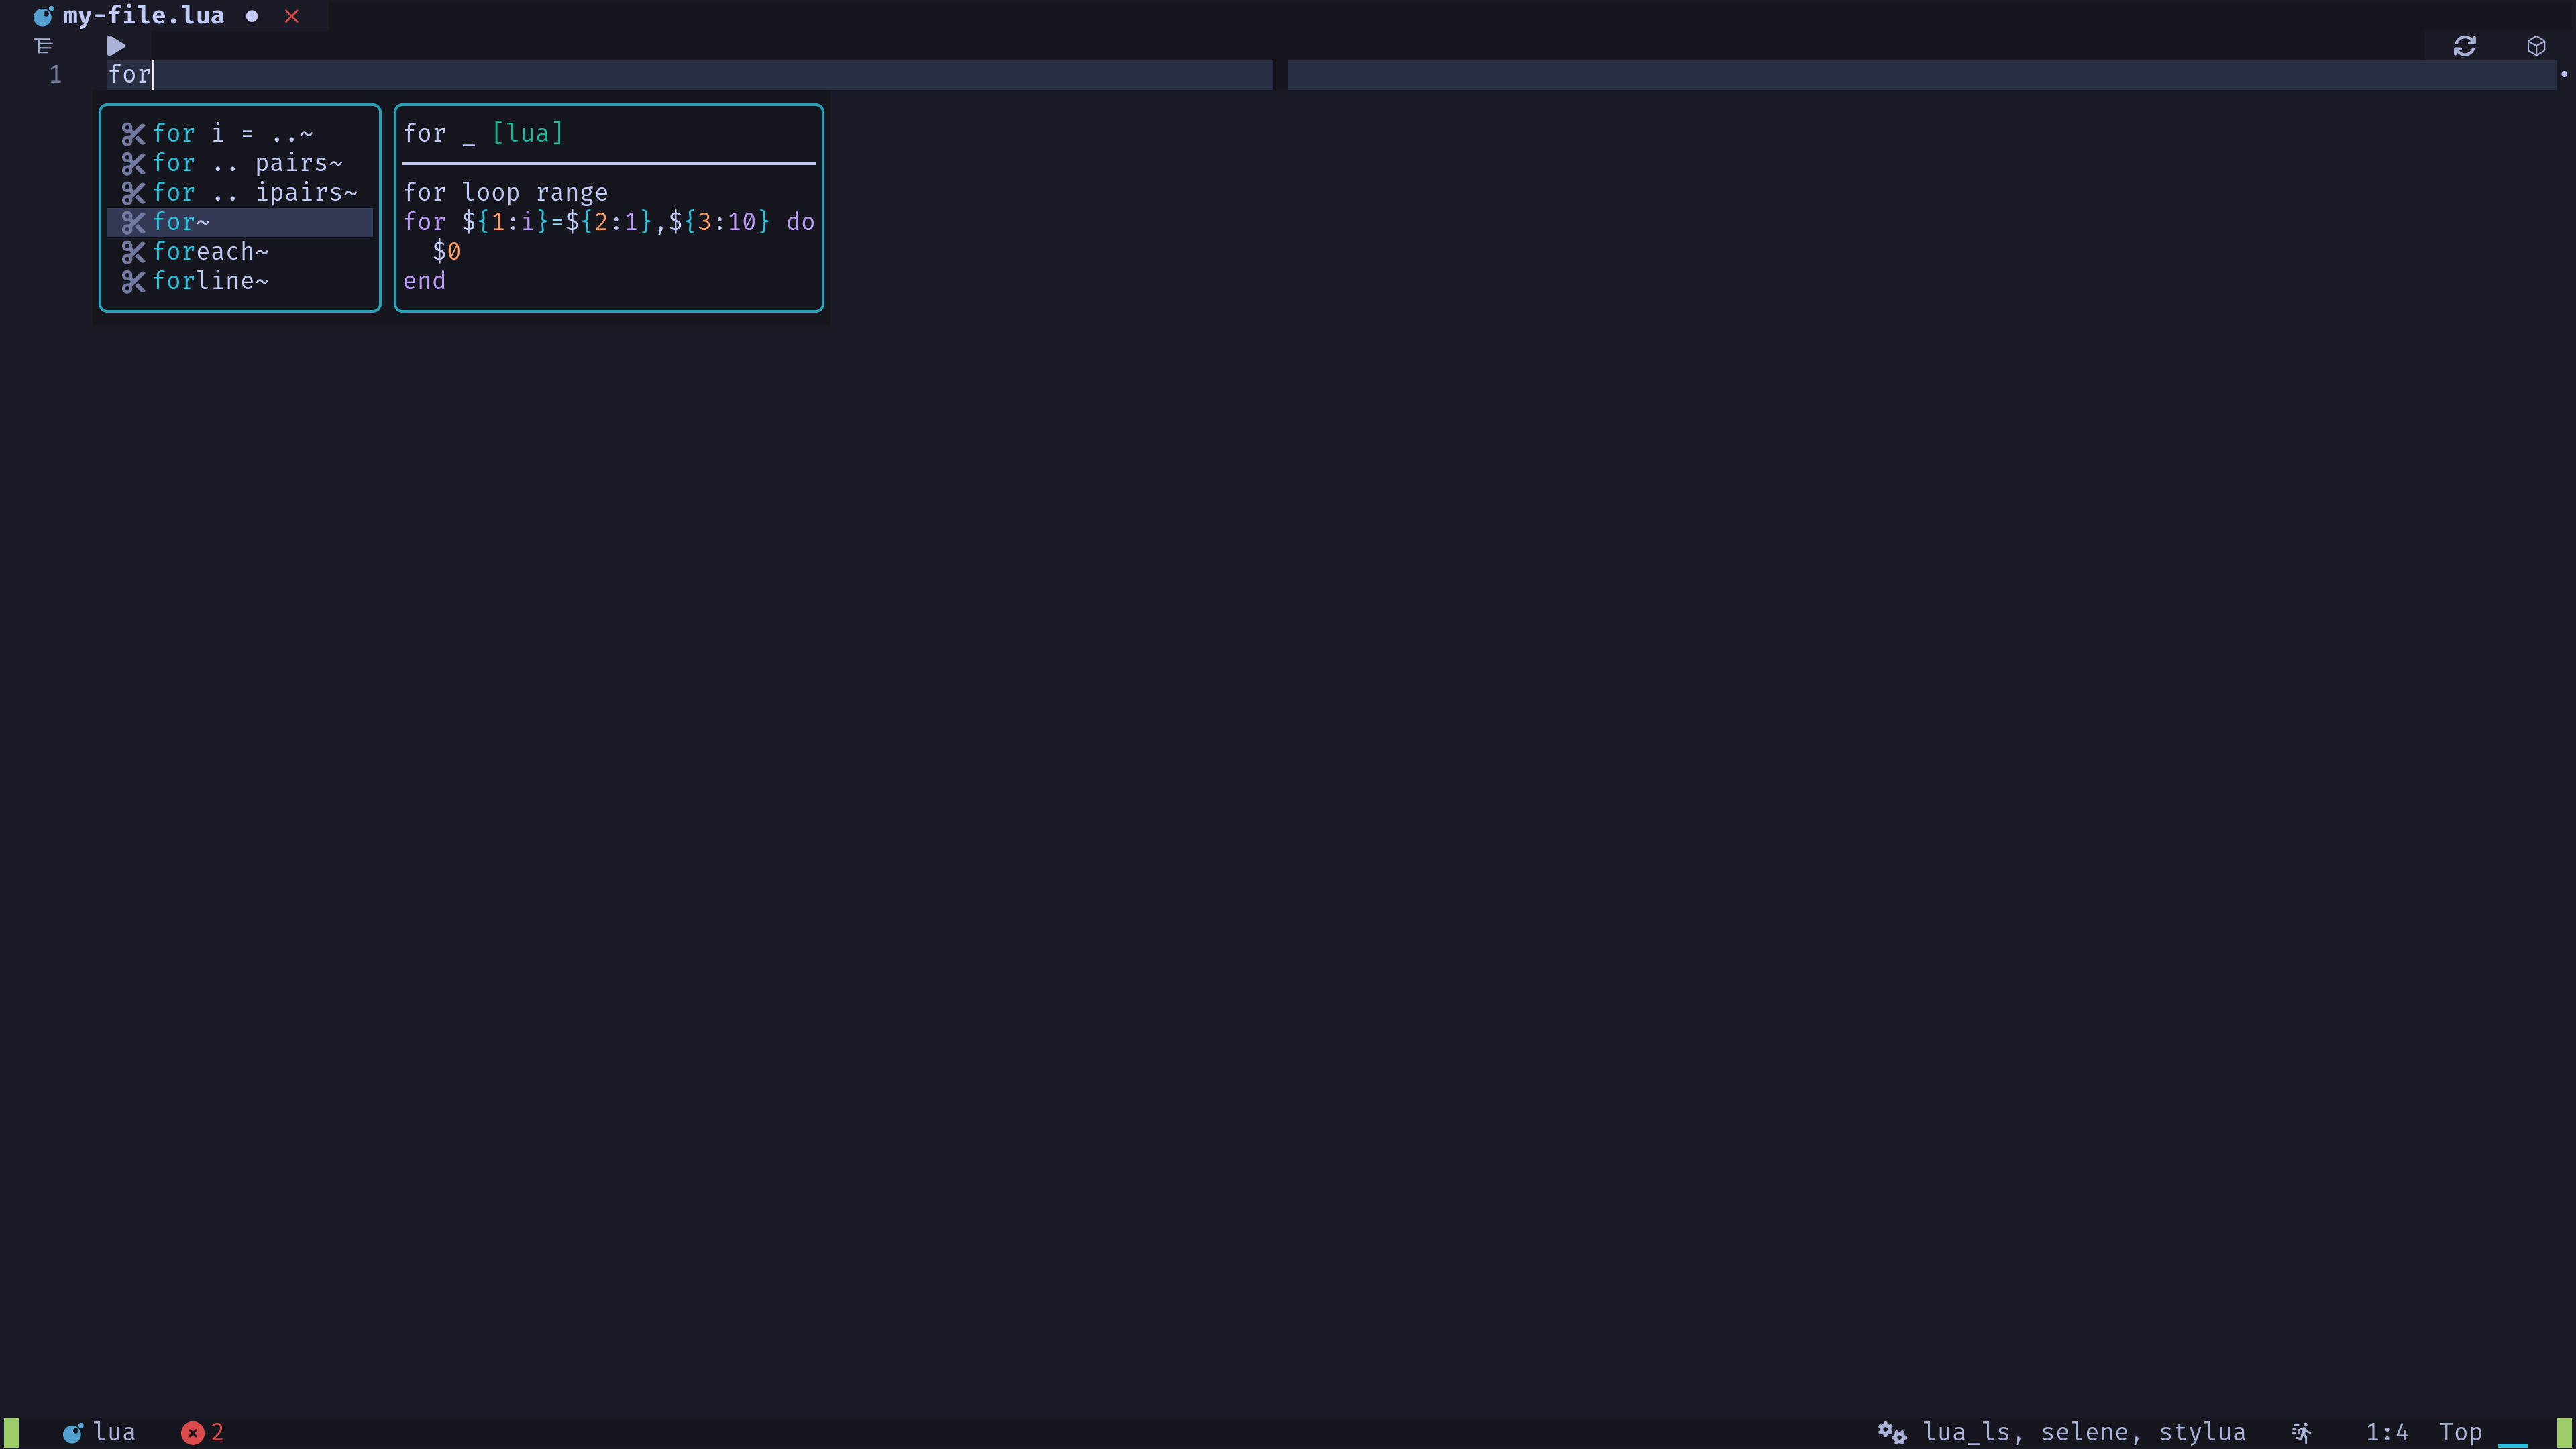 my-file.lua
1 for
for i = ..~
for .. pairs~
for .. ipairs~
for~
foreach~
forline~
for _ [lua]
for loop range
for ${1:i}=${2:1},${3:10} do
  $0
end
lua 2 lua_ls, selene, stylua 1:4 Top